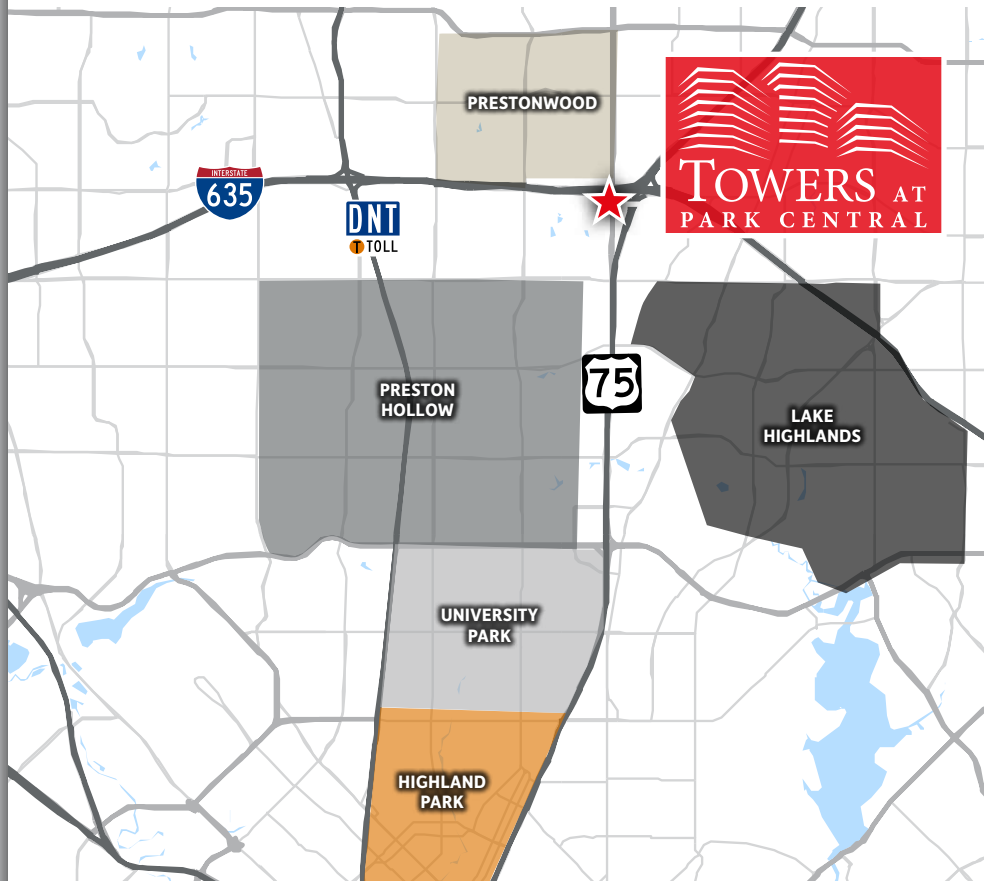 PRESTONWOOD
TOWERS AT
PARK CENTRAL
INTERSTATE
635
DNT
T TOLL
75
PRESTON
HOLLOW
LAKE
HIGHLANDS
UNIVERSITY
PARK
HIGHLAND
PARK